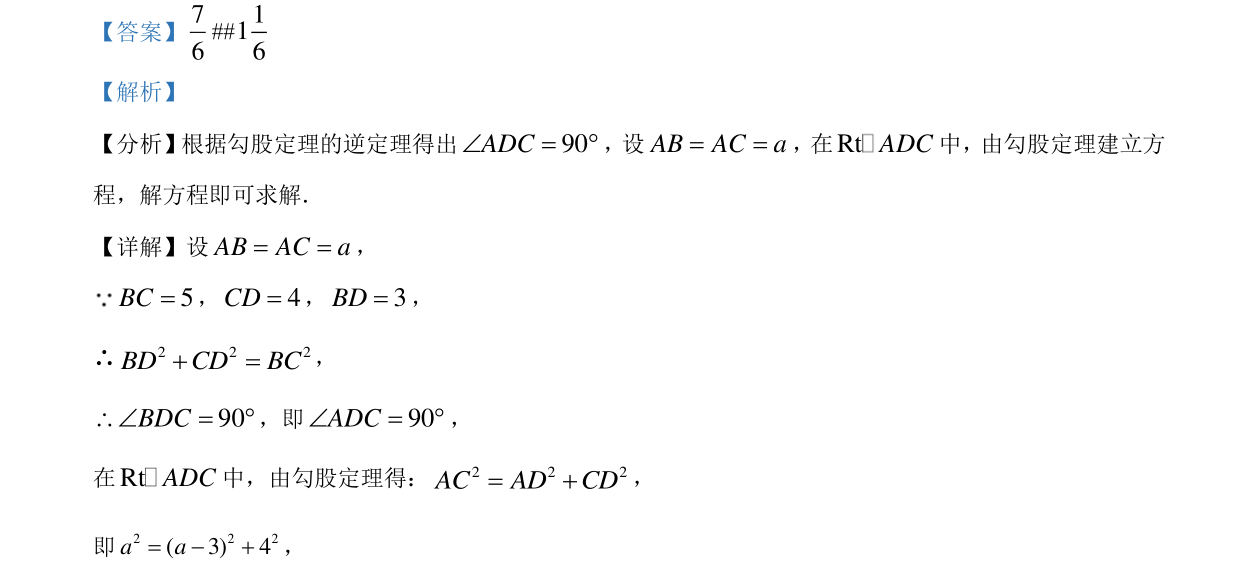 【答案】7/6##1 1/6
【解析】
【分析】根据勾股定理的逆定理得出∠ADC=90°，设AB=AC=a，在Rt□ADC中，由勾股定理建立方
程，解方程即可求解．
【详解】设AB=AC=a，
∵BC=5，CD=4，BD=3，
∴BD²+CD²=BC²，
∴∠BDC=90°，即∠ADC=90°，
在Rt□ADC中，由勾股定理得：AC²=AD²+CD²，
即a²=(a−3)²+4²，